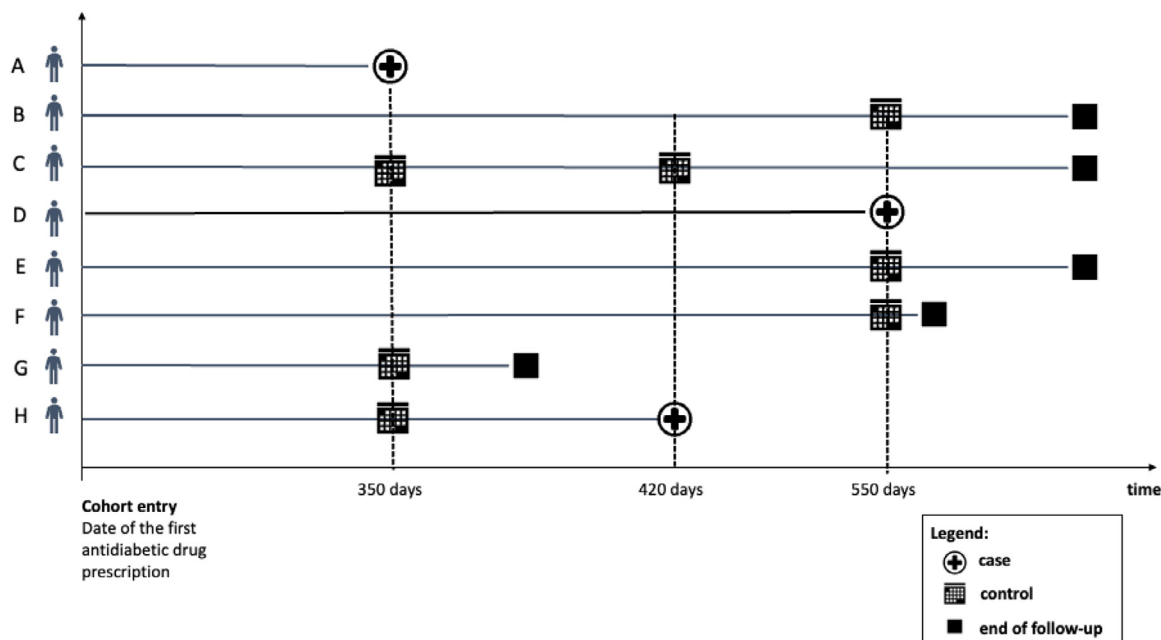 A
B
C
D
E
F
G
H
350 days
420 days
550 days
time
Cohort entry
Date of the first
antidiabetic drug
prescription
Legend:
case
control
end of follow-up